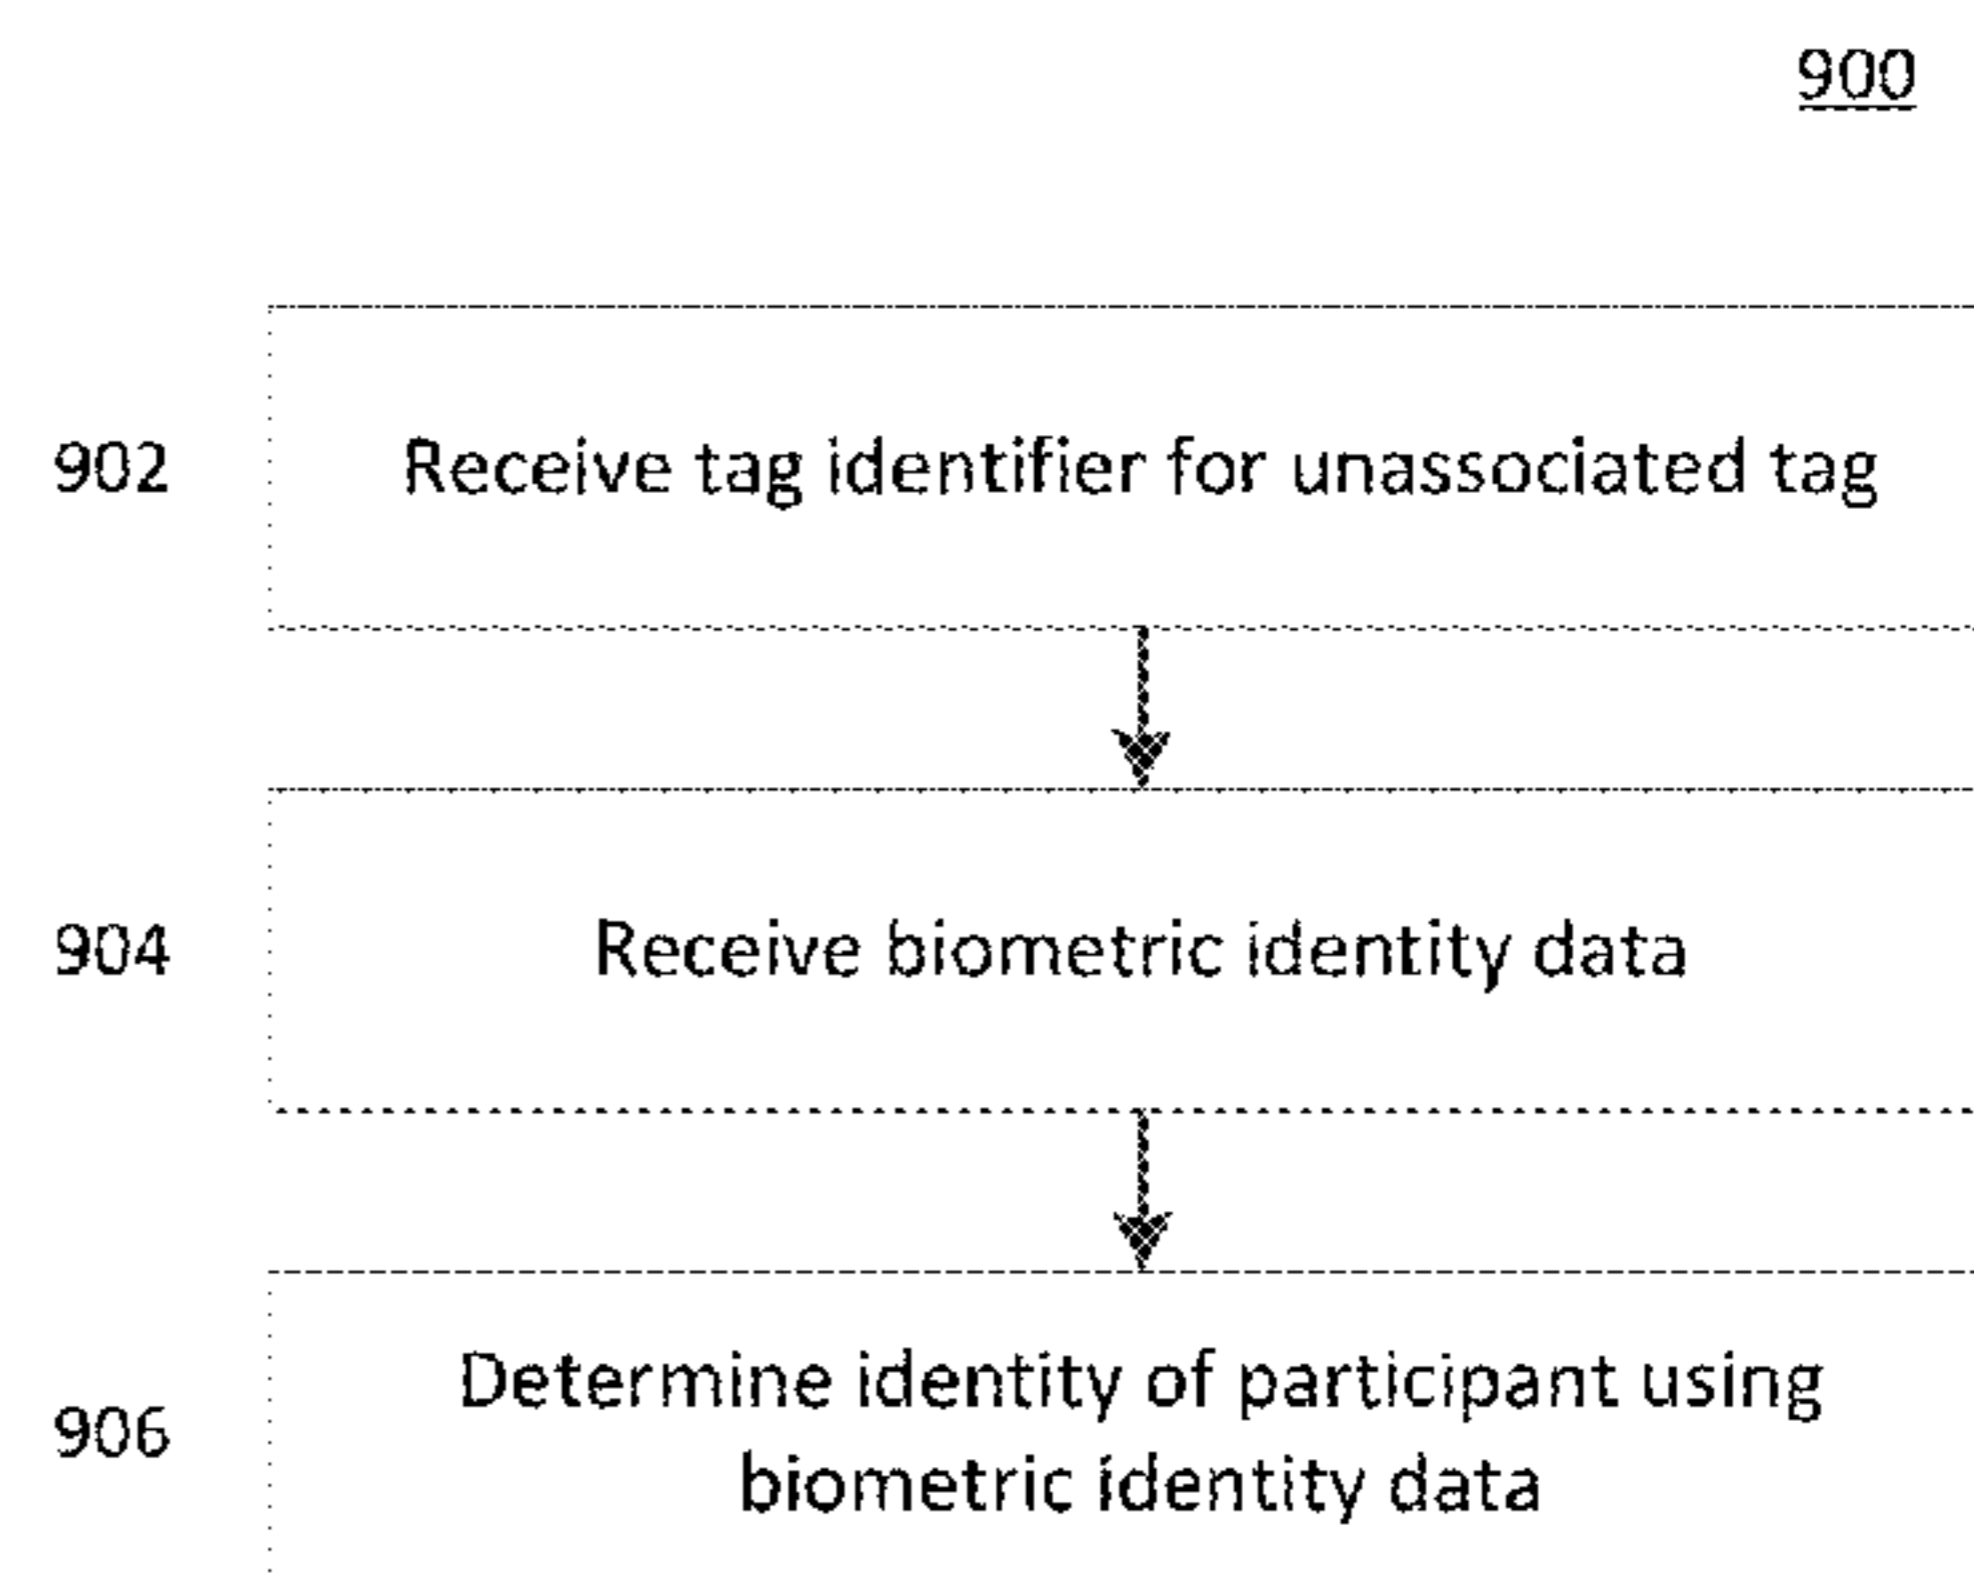 900
902
Receive tag identifier for unassociated tag
904
Receive biometric identity data
906
Determine identity of participant using
biometric identity data